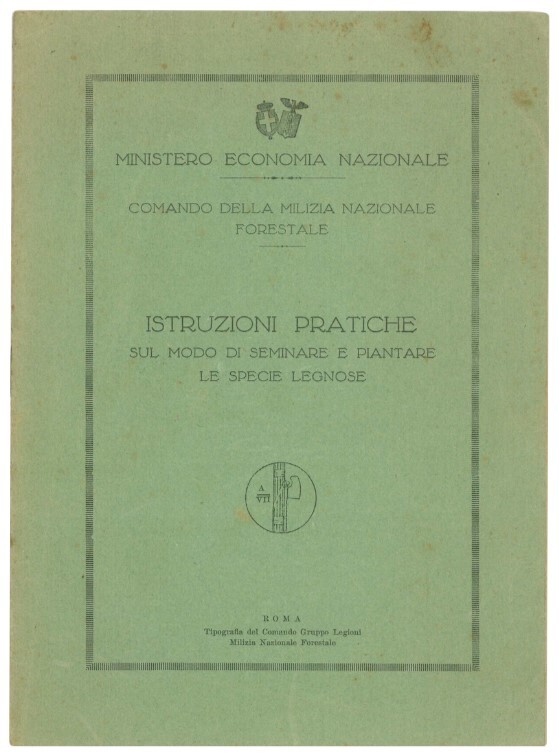 MINISTERO ECONOMIA NAZIONALE
COMANDO DELLA MILIZIA NAZIONALE
FORESTALE
ISTRUZIONI PRATICHE
SUL MODO DI SEMINARE E PIANTARE
LE SPECIE LEGNOSE
A
VII
ROMA
Tipografia del Comando Gruppo Legioni
Milizia Nazionale Forestale